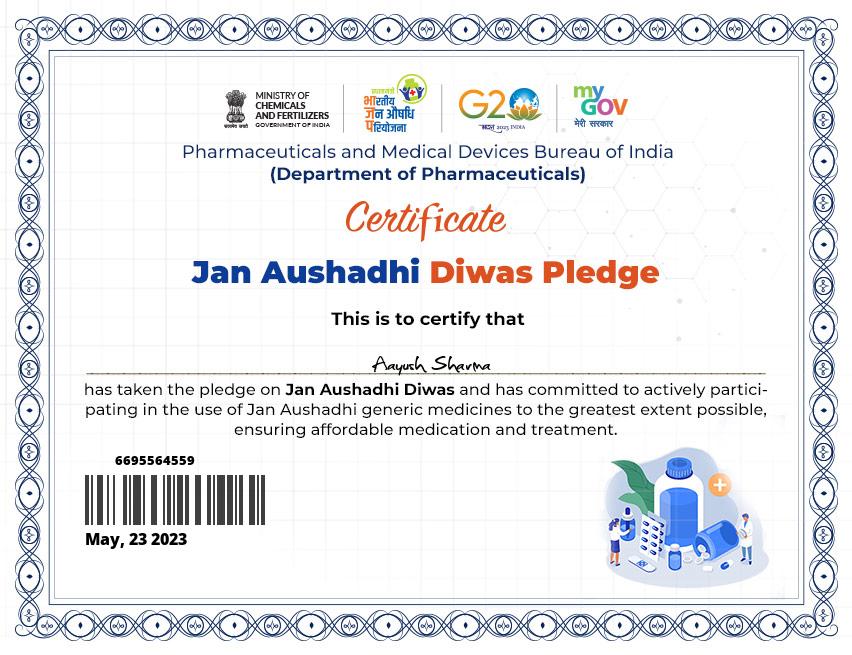 MINISTRY OF
CHEMICALS
AND FERTILIZERS
GOVERNMENT OF INDIA
सत्यमेव जयते
प्रधानमंत्री
भारतीय
जन औषधि
परियोजना
G20
भारत 2023 INDIA
my
GOV
मेरी सरकार
Pharmaceuticals and Medical Devices Bureau of India
(Department of Pharmaceuticals)
Certificate
Jan Aushadhi Diwas Pledge
This is to certify that
Aayush Sharma
has taken the pledge on Jan Aushadhi Diwas and has committed to actively partici-
pating in the use of Jan Aushadhi generic medicines to the greatest extent possible,
ensuring affordable medication and treatment.
6695564559
May, 23 2023